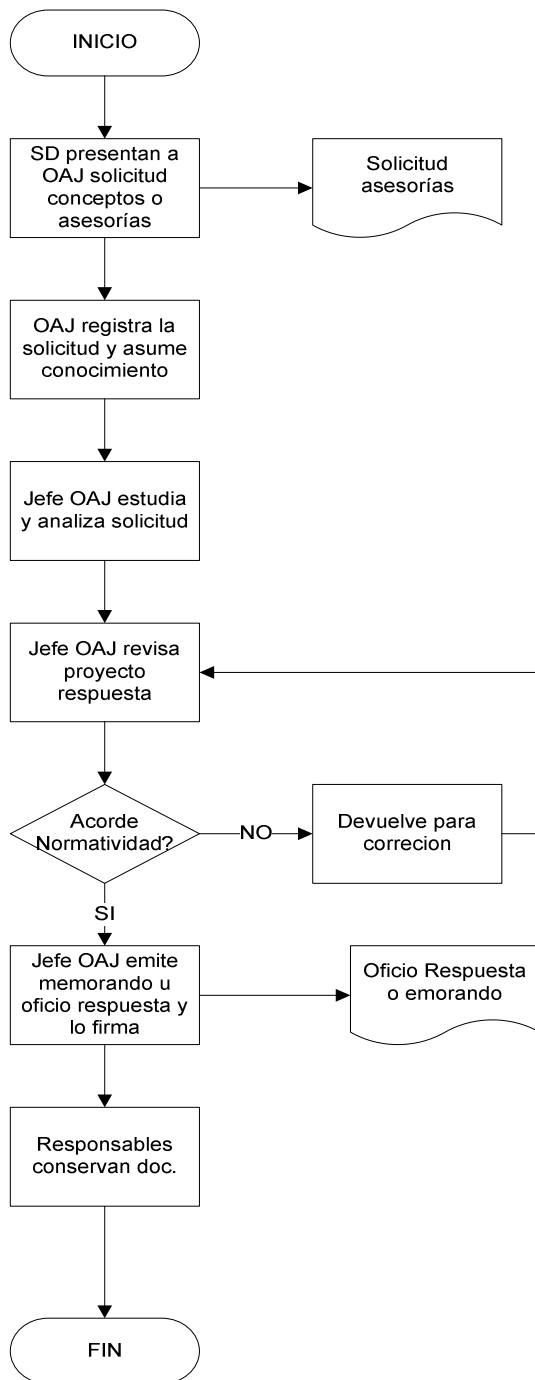 INICIO
SD presentan a
OAJ solicitud
conceptos o
asesorías
Solicitud
asesorías
OAJ registra la
solicitud y asume
conocimiento
Jefe OAJ estudia
y analiza solicitud
Jefe OAJ revisa
proyecto
respuesta
Acorde
Normatividad?
NO
Devuelve para
correcion
SI
Jefe OAJ emite
memorando u
oficio respuesta y
lo firma
Oficio Respuesta
o emorando
Responsables
conservan doc.
FIN